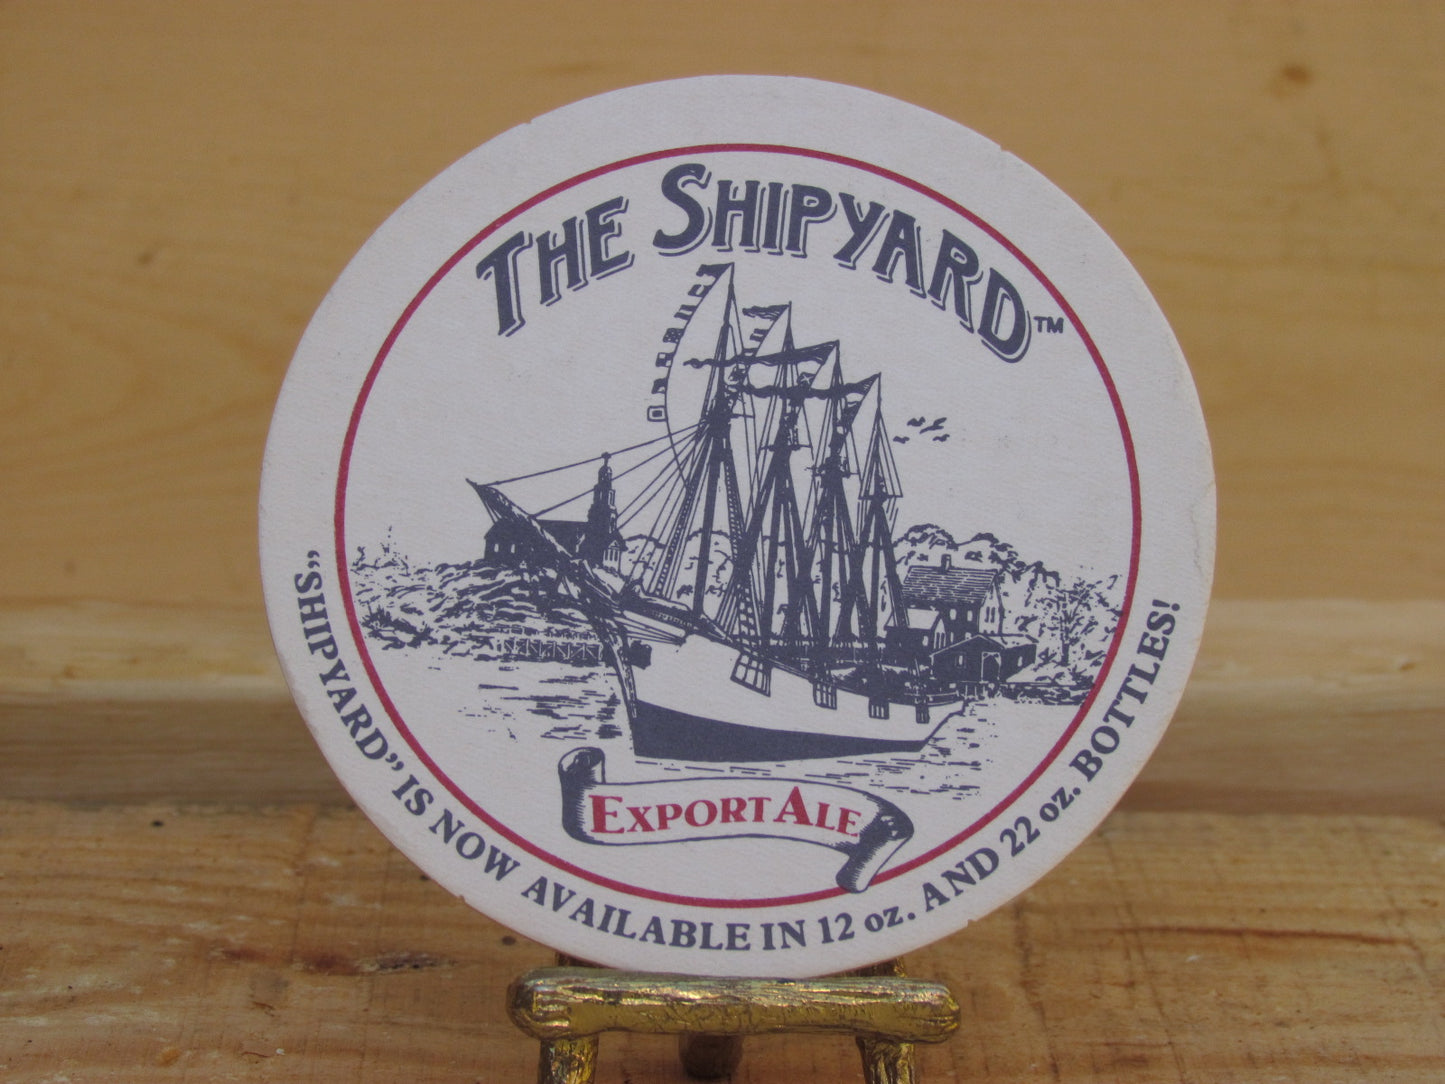 THE SHIPYARD™
EXPORT ALE
“SHIPYARD” IS NOW AVAILABLE IN 12 oz. AND 22 oz. BOTTLES!